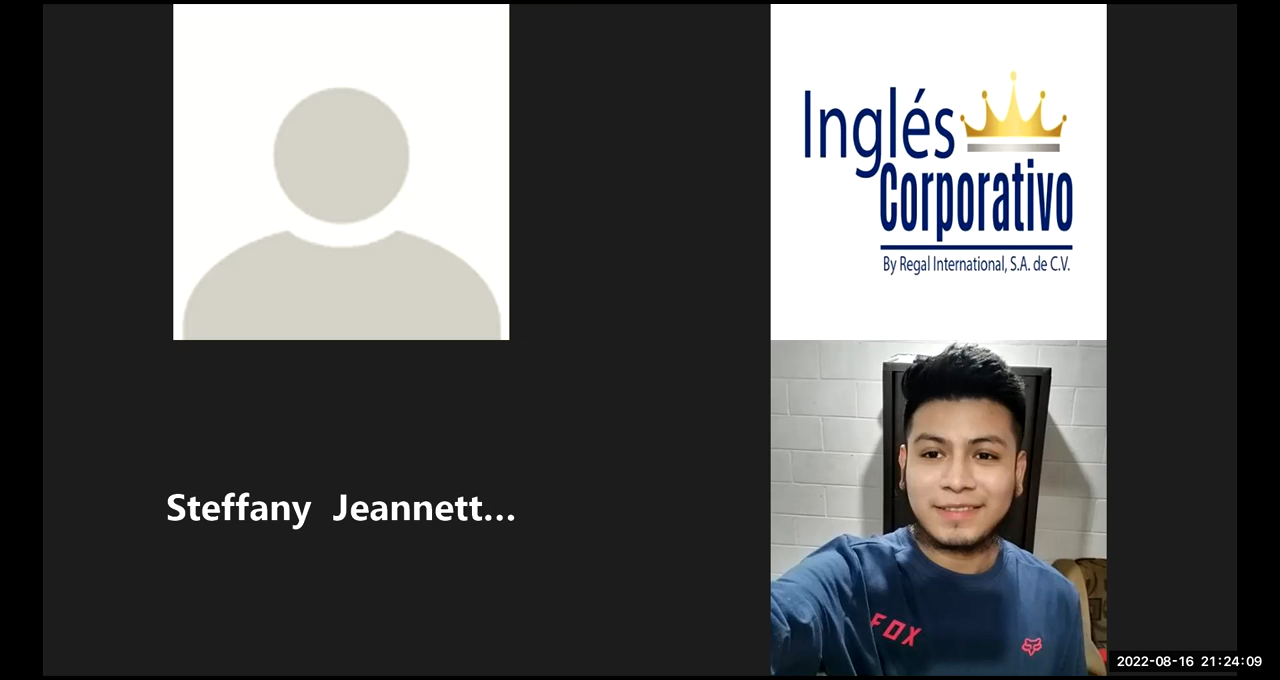 Inglés
Corporativo
By Regal International, S.A. de C.V.
Steffany Jeannett...
FOX
2022-08-16 21:24:09